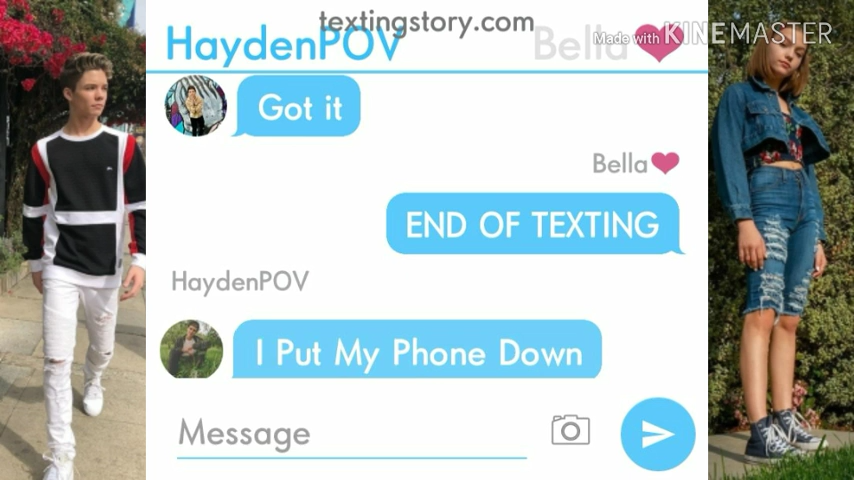 textingstory.com
HaydenPOV
Bella
Made with KINEMASTER
Got it
Bella
END OF TEXTING
HaydenPOV
I Put My Phone Down
Message